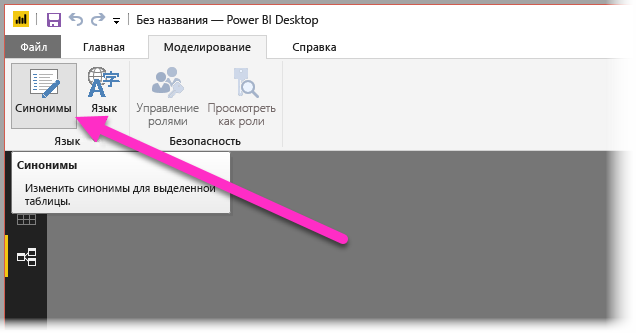 Без названия — Power BI Desktop
Файл Главная Моделирование Справка
Синонимы Язык Управление ролями Просмотреть как роли
Язык Безопасность
Синонимы
Изменить синонимы для выделенной
таблицы.